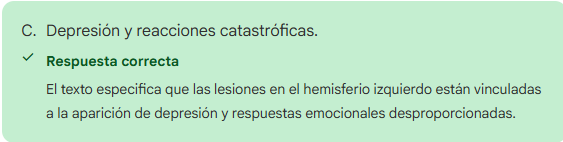 C. Depresión y reacciones catastróficas.
Respuesta correcta
El texto especifica que las lesiones en el hemisferio izquierdo están vinculadas
a la aparición de depresión y respuestas emocionales desproporcionadas.